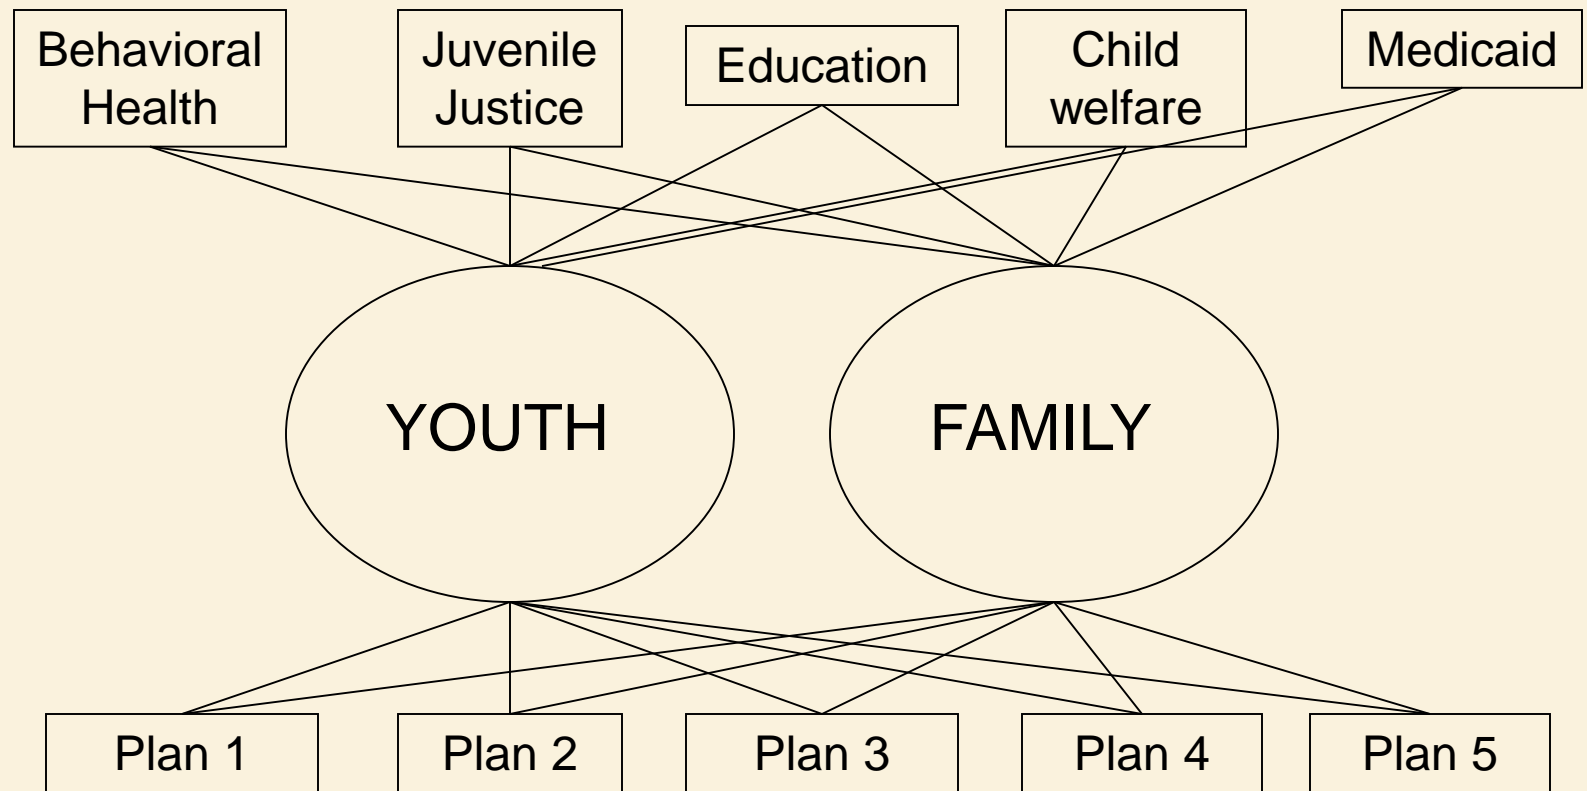 Behavioral
Health
Juvenile
Justice
Education
Child
welfare
Medicaid
YOUTH
FAMILY
Plan 1
Plan 2
Plan 3
Plan 4
Plan 5